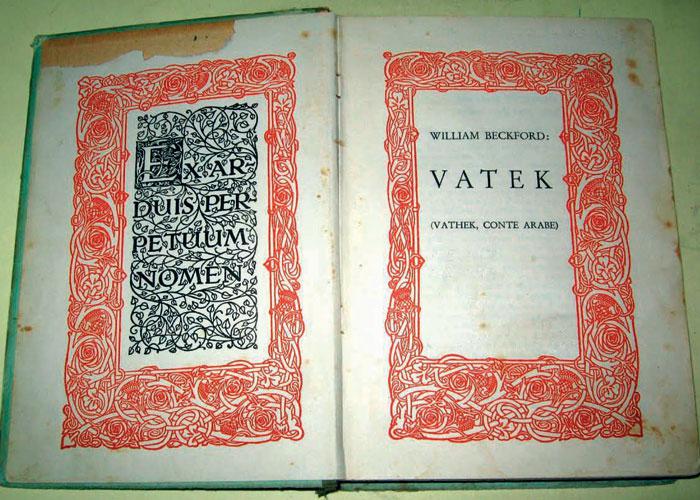 EX AR
DUIS PER
PETUUM
NOMEN
WILLIAM BECKFORD:
VATEK
(VATHEK, CONTE ARABE)